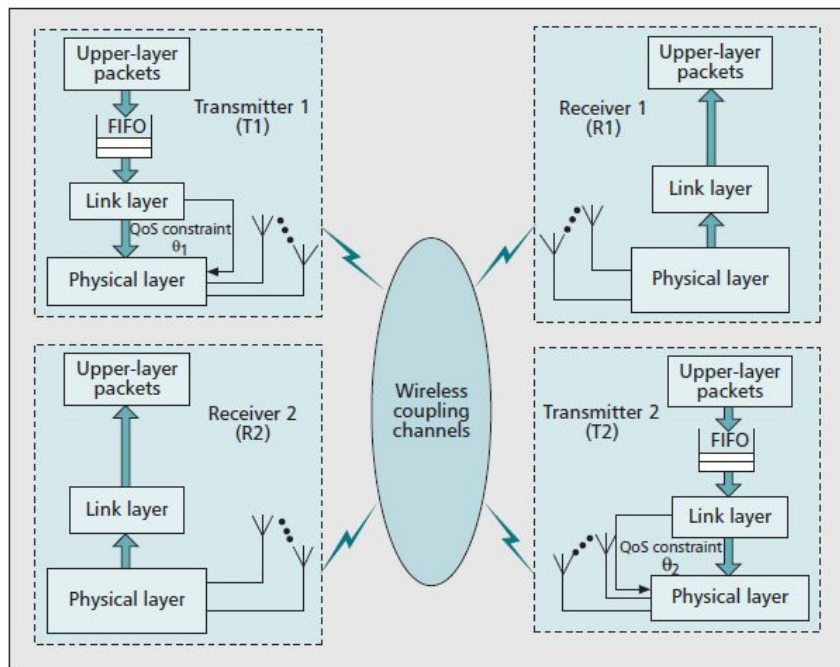 Upper-layer
packets
FIFO
Transmitter 1
(T1)
Link layer
QoS constraint
θ1
Physical layer
Upper-layer
packets
Receiver 1
(R1)
Link layer
Physical layer
Wireless
coupling
channels
Upper-layer
packets
Receiver 2
(R2)
Link layer
Physical layer
Upper-layer
packets
Transmitter 2
(T2)
FIFO
Link layer
QoS constraint
θ2
Physical layer